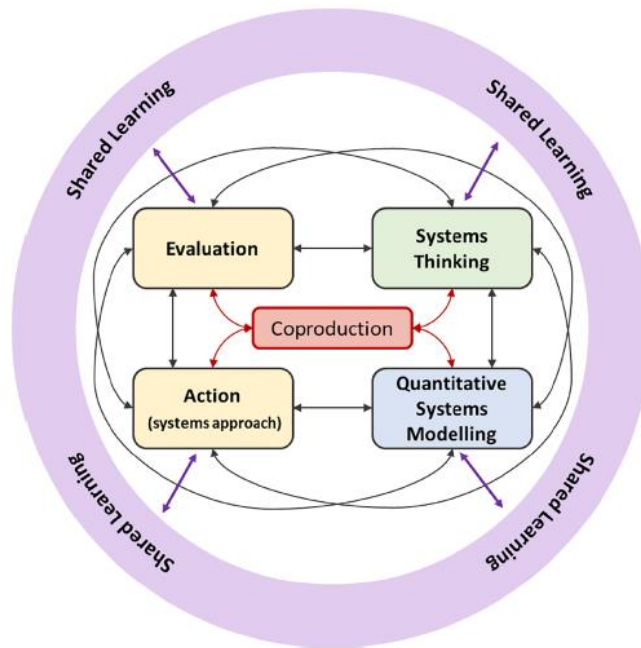 Shared Learning
Shared Learning
Evaluation
Systems
Thinking
Coproduction
Action
(systems approach)
Quantitative
Systems
Modelling
Shared Learning
Shared Learning